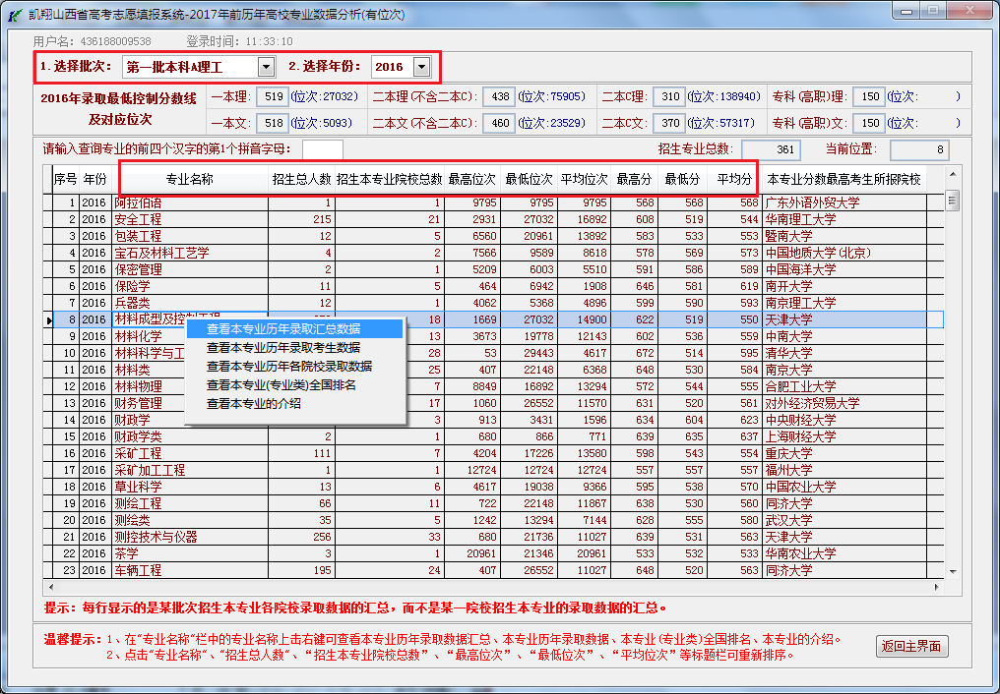 凯翔山西省高考志愿填报系统-2017年前历年高校专业数据分析(有位次)
用户名: 436188009538 登录时间: 11:33:10
1.选择批次: 第一批本科A理工 2.选择年份: 2016
2016年录取最低控制分数线
及对应位次
一本理: 519 (位次:27032) 二本理(不含二本C): 438 (位次:75905) 二本C理: 310 (位次:138940) 专科(高职)理: 150 (位次: )
一本文: 518 (位次:5093) 二本文(不含二本C): 460 (位次:23529) 二本C文: 370 (位次:57317) 专科(高职)文: 150 (位次: )
请输入查询专业的前四个汉字的第1个拼音字母: 招生专业总数: 361 当前位置: 8
序号 年份 专业名称 招生总人数 招生本专业院校总数 最高位次 最低位次 平均位次 最高分 最低分 平均分 本专业分数最高考生所报院校
1 2016 阿拉伯语 1 1 9795 9795 9795 568 568 568 广东外语外贸大学
2 2016 安全工程 215 21 2931 27032 16892 608 519 544 华南理工大学
3 2016 包装工程 12 5 6560 20961 13892 583 533 553 暨南大学
4 2016 宝石及材料工艺学 4 2 7566 9589 8618 578 569 573 中国地质大学(北京)
5 2016 保密管理 2 1 5209 6003 5510 591 586 589 中国海洋大学
6 2016 保险学 11 5 464 6942 1908 646 581 619 南开大学
7 2016 兵器类 12 1 4062 5368 4896 599 590 593 南京理工大学
8 2016 材料成型及控制工程 18 1669 27032 14900 622 519 550 天津大学
9 2016 材料化学 13 3673 19778 12143 602 536 559 中南大学
10 2016 材料科学与工 28 53 29443 4617 672 514 595 清华大学
11 2016 材料类 25 407 22148 6368 648 530 584 南京大学
12 2016 材料物理 7 8849 16892 13294 572 544 555 合肥工业大学
13 2016 财务管理 17 1060 26552 11570 631 520 561 对外经济贸易大学
14 2016 财政学 3 913 3431 1596 634 604 623 中央财经大学
15 2016 财政学类 2 1 680 866 771 639 635 637 上海财经大学
16 2016 采矿工程 111 7 4204 17226 13580 598 543 554 重庆大学
17 2016 采矿加工工程 1 1 12724 12724 12724 557 557 557 福州大学
18 2016 草业科学 13 6 4617 19038 9366 595 538 570 中国农业大学
19 2016 测绘工程 66 11 722 22148 11867 638 530 560 同济大学
20 2016 测绘类 35 5 1242 13294 7144 628 555 580 武汉大学
21 2016 测控技术与仪器 256 33 680 21736 11027 639 531 563 天津大学
22 2016 茶学 3 1 20961 21346 20961 533 532 533 华南农业大学
23 2016 车辆工程 195 24 407 26552 11027 648 520 563 同济大学
查看本专业历年录取汇总数据
查看本专业历年录取考生数据
查看本专业历年各院校录取数据
查看本专业(专业类)全国排名
查看本专业的介绍
提示: 每行显示的是某批次招生本专业各院校录取数据的汇总，而不是某一院校招生本专业的录取数据的汇总。
温馨提示: 1、在“专业名称”栏中的专业名称上击右键可查看本专业历年录取数据汇总、本专业历年录取数据、本专业(专业类)全国排名、本专业的介绍。
2、点击“专业名称”、“招生总人数”、“招生本专业院校总数”、“最高位次”、“最低位次”、“平均位次”等标题栏可重新排序。
返回主界面